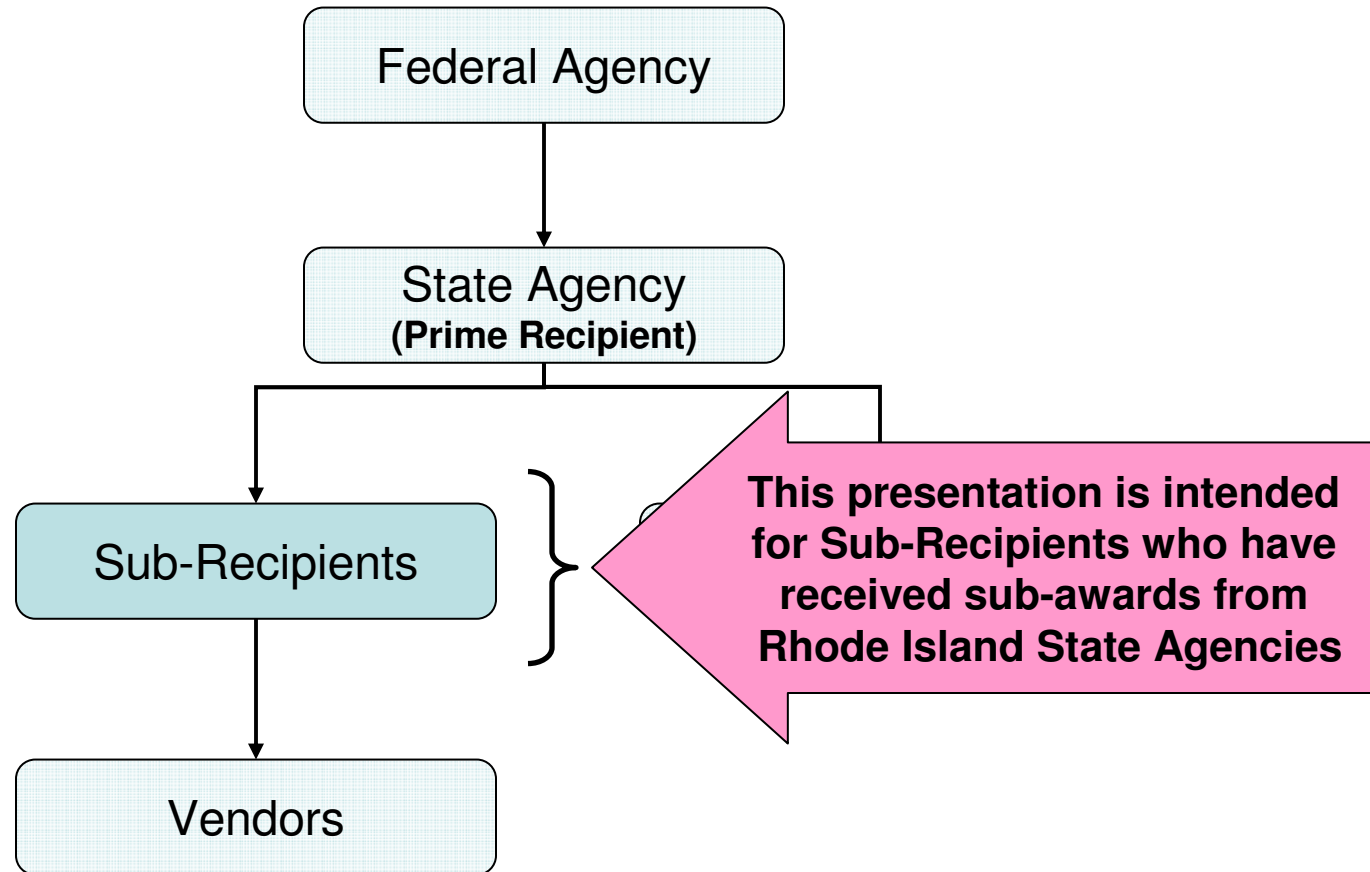 Federal Agency
State Agency
(Prime Recipient)
This presentation is intended
for Sub-Recipients who have
received sub-awards from
Rhode Island State Agencies
Sub-Recipients
Vendors